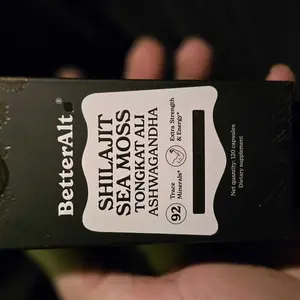 BetterAlt
SHILAJIT
SEA MOSS
TONGKAT ALI
ASHWAGANDHA
92
Trace
Minerals*
Extra Strength
& Energy*
Net quantity: 120 capsules
Dietary supplement